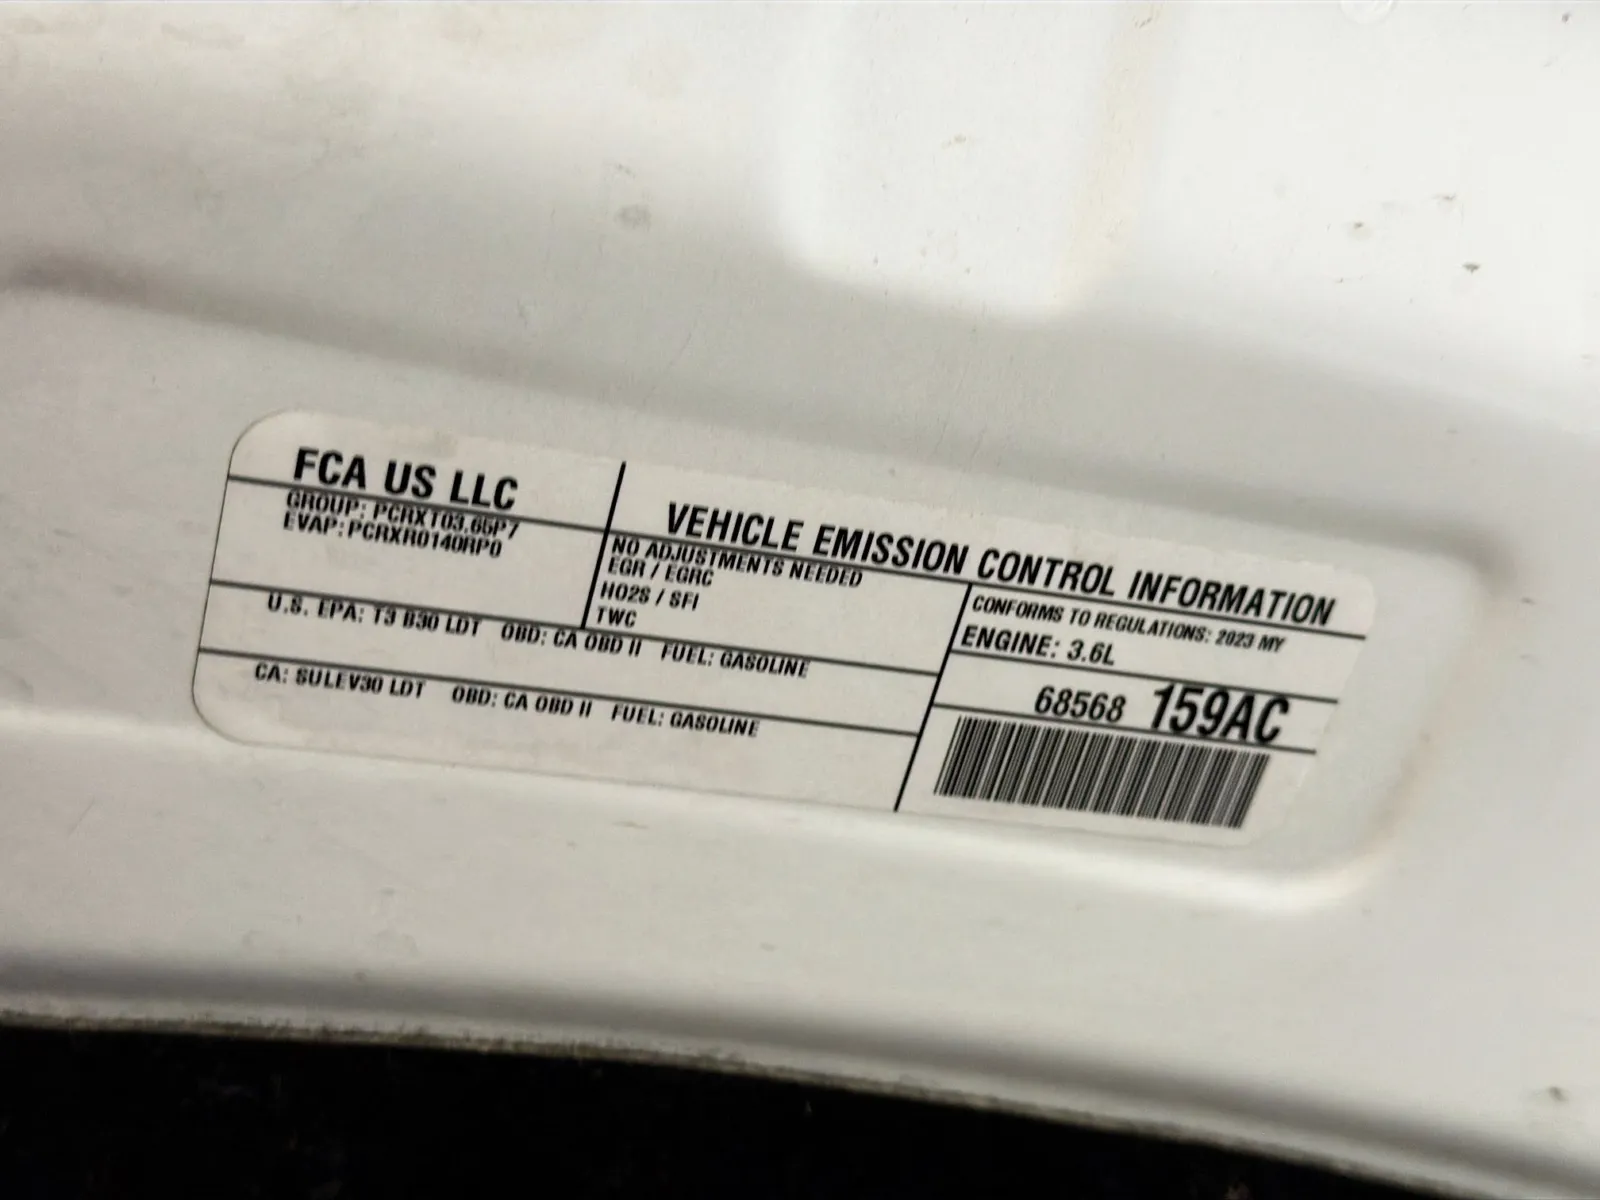 FCA US LLC
VEHICLE EMISSION CONTROL INFORMATION
GROUP: PCRXT03.65P7
EVAP: PCRXR0140RP0
NO ADJUSTMENTS NEEDED
EGR / EGRC
HO2S / SFI
TWC
CONFORMS TO REGULATIONS: 2023 MY
ENGINE: 3.6L
U.S. EPA: T3 B30 LDT OBD: CA OBD II FUEL: GASOLINE
CA: SULEV30 LDT OBD: CA OBD II FUEL: GASOLINE
68568 159AC